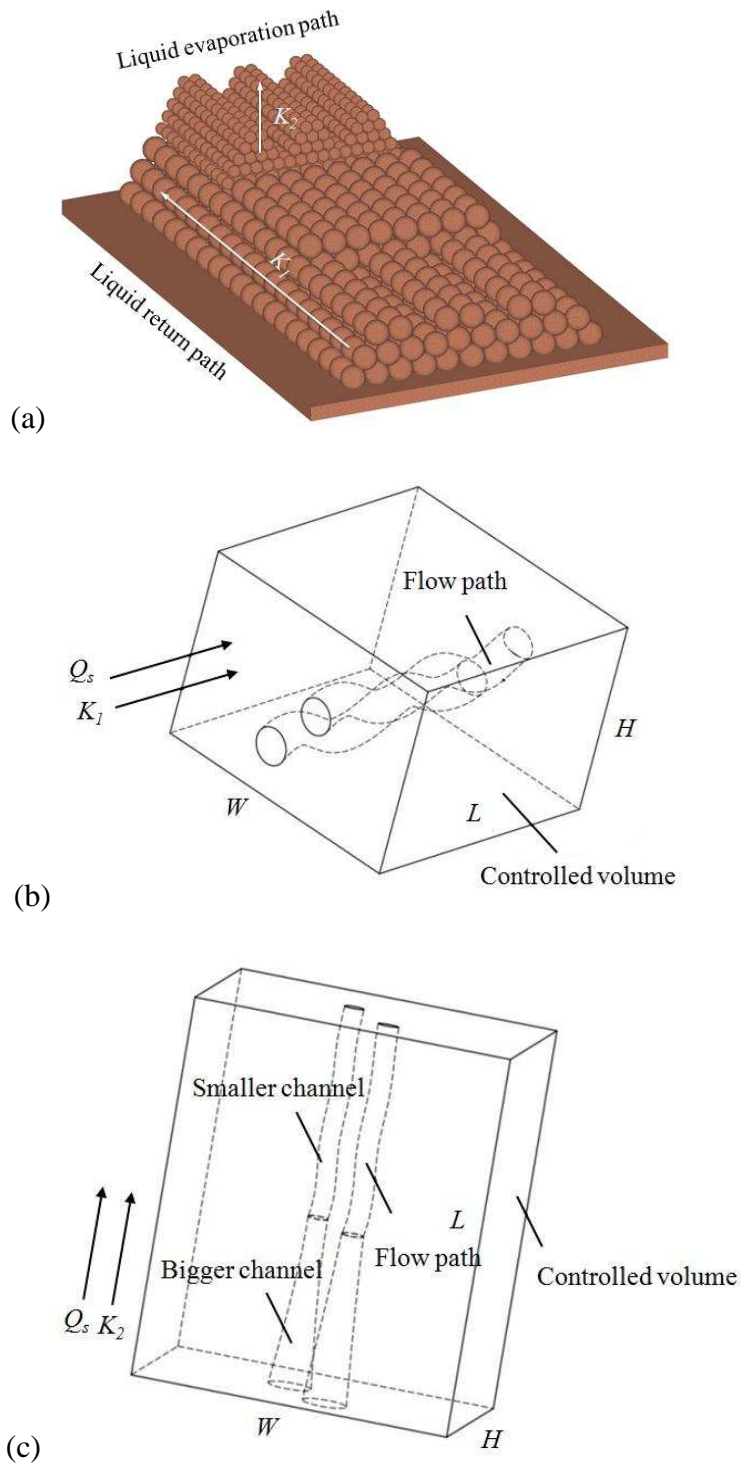 Liquid evaporation path
K2
K1
Liquid return path
(a)
Flow path
Qs
K1
H
W
L
Controlled volume
(b)
Smaller channel
L
Flow path
Bigger channel
Controlled volume
Qs K2
W
H
(c)